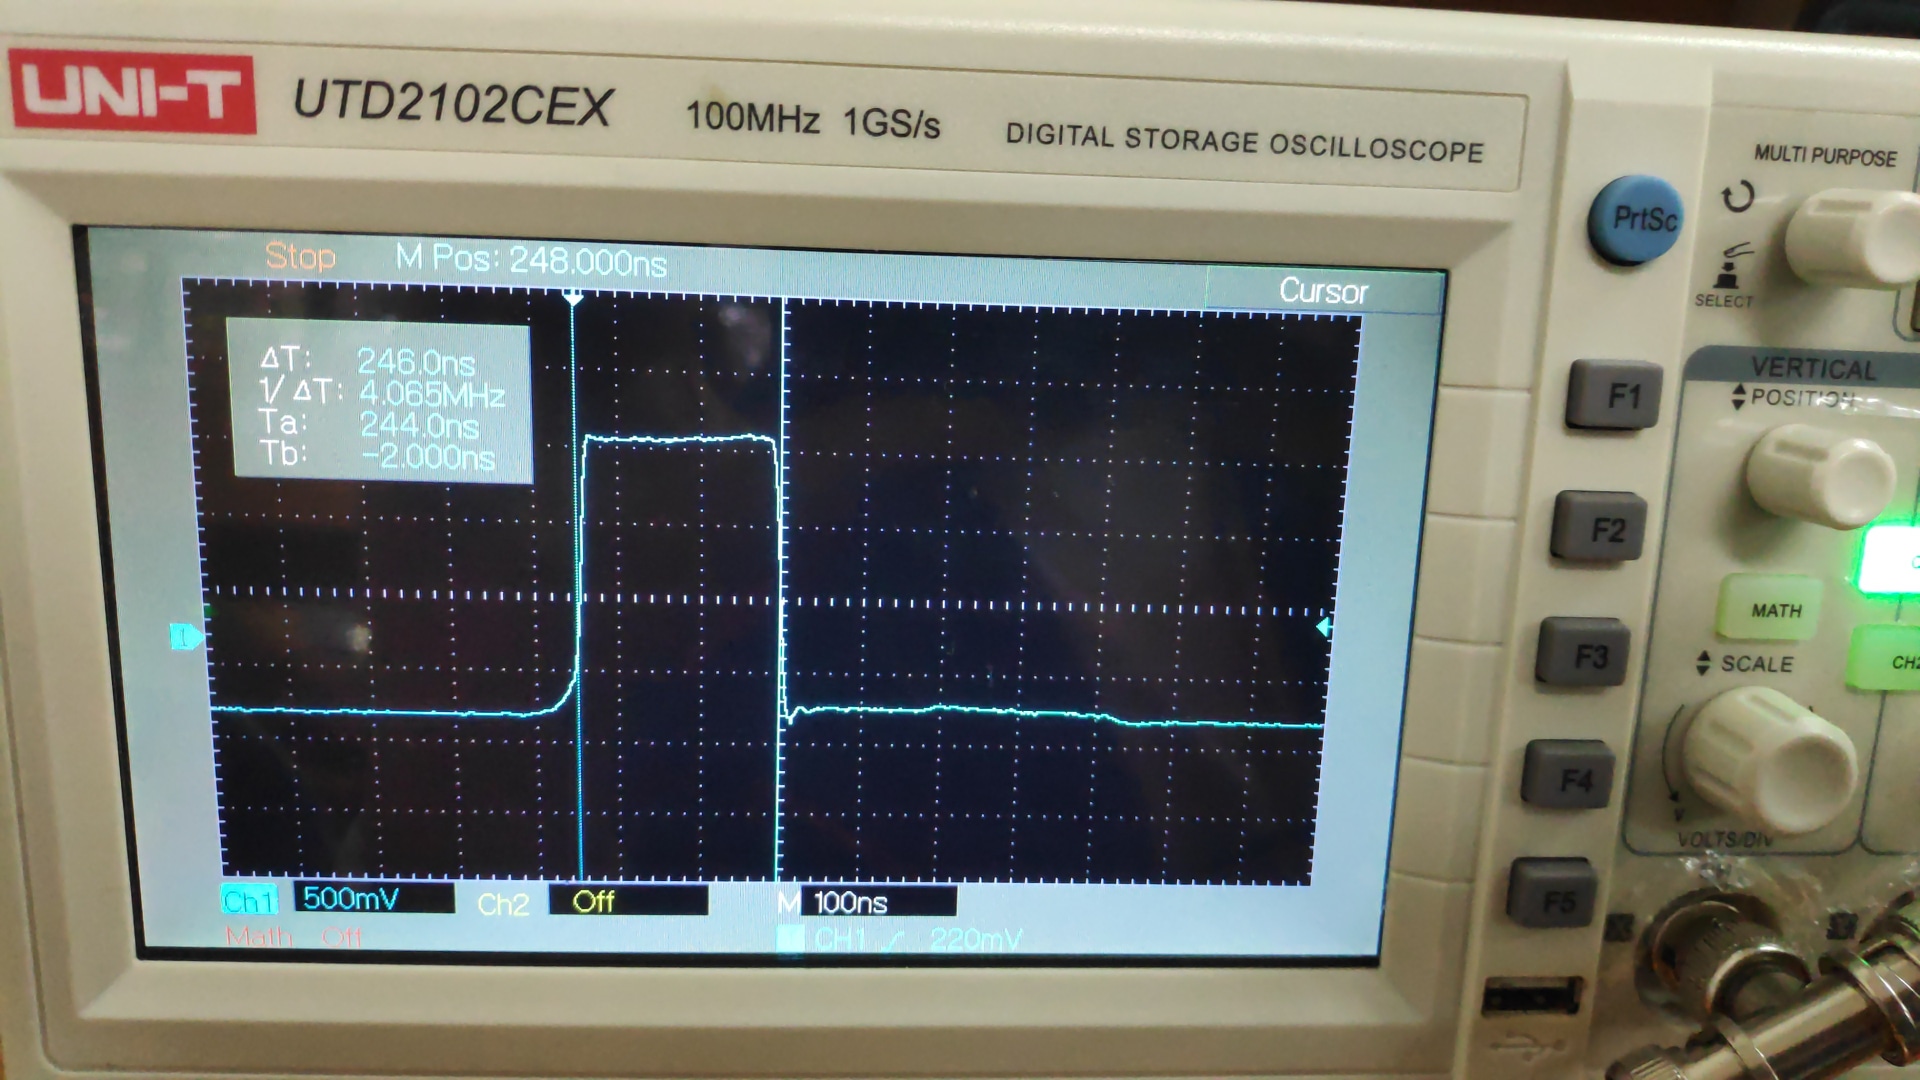 UNI-T UTD2102CEX 100MHz 1GS/s DIGITAL STORAGE OSCILLOSCOPE
MULTI PURPOSE
PrtSc
SELECT
Stop M Pos: 248.000ns Cursor
ΔT: 246.0ns
1/ΔT: 4.065MHz
Ta: 244.0ns
Tb: -2.000ns
1
VERTICAL
POSITION
F1
F2
MATH
F3
SCALE
CH2
F4
VOLTS/DIV
F5
Ch1 500mV Ch2 Off M 100ns
Math Off CH1 220mV